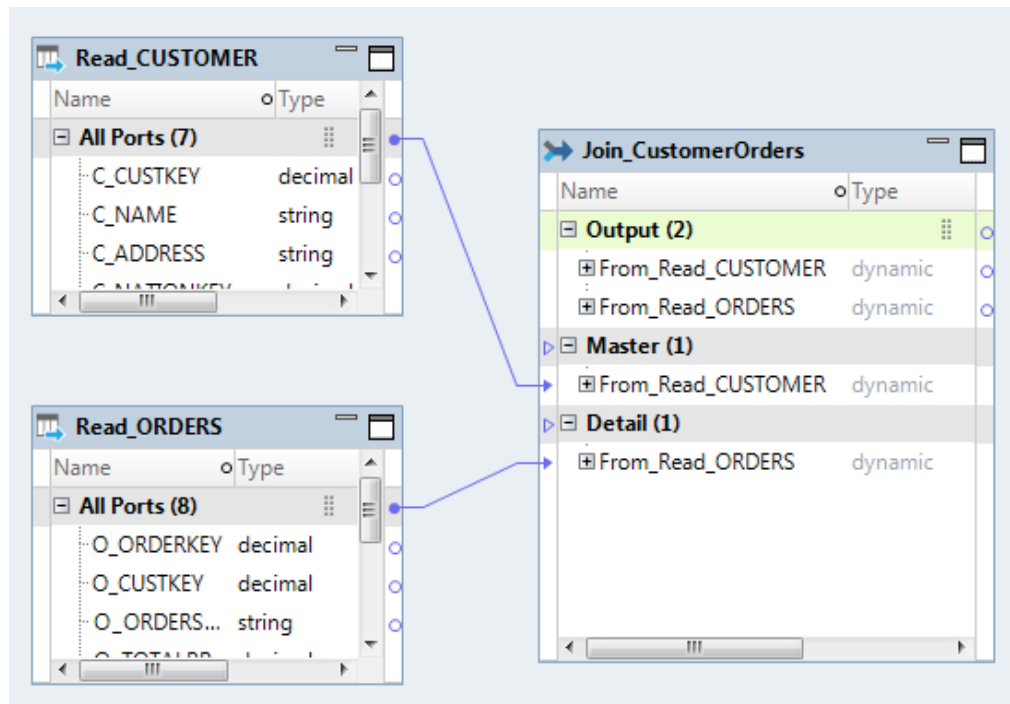 Read_CUSTOMER
Name Type
All Ports (7)
C_CUSTKEY decimal
C_NAME string
C_ADDRESS string
Read_ORDERS
Name Type
All Ports (8)
O_ORDERKEY decimal
O_CUSTKEY decimal
O_ORDERS... string
Join_CustomerOrders
Name Type
Output (2)
From_Read_CUSTOMER dynamic
From_Read_ORDERS dynamic
Master (1)
From_Read_CUSTOMER dynamic
Detail (1)
From_Read_ORDERS dynamic